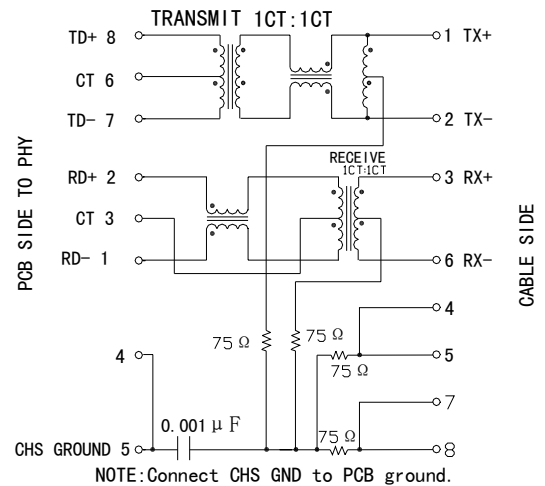 TRANSMIT 1CT:1CT
TD+ 8
1 TX+
CT 6
TD- 7
2 TX-
PCB SIDE TO PHY
CABLE SIDE
RECEIVE
1CT:1CT
RD+ 2
3 RX+
CT 3
RD- 1
6 RX-
4
75 Ω
75 Ω
4
5
75 Ω
7
0.001 μF
75 Ω
CHS GROUND 5
8
NOTE:Connect CHS GND to PCB ground.